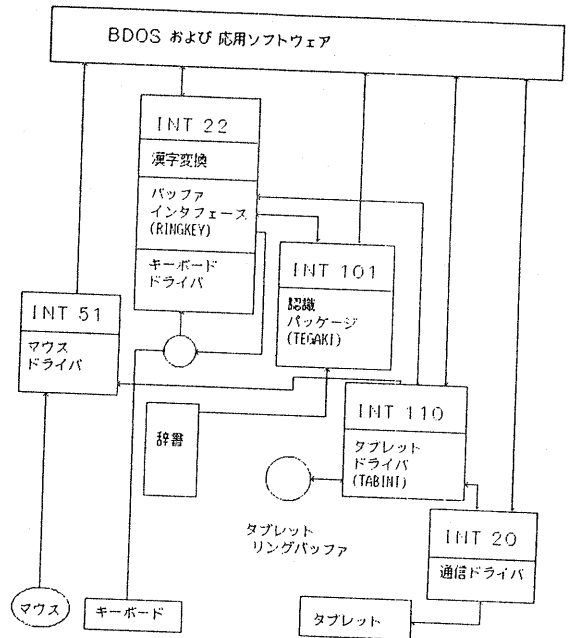 BDOS および 応用ソフトウェア
INT 22
漢字変換
バッファ
インタフェース
(RINGKEY)
キーボード
ドライバ
INT 101
認識
パッケージ
(TEGAKI)
INT 51
マウス
ドライバ
辞書
INT 110
タブレット
ドライバ
(TABINT)
タブレット
リングバッファ
INT 20
通信ドライバ
マウス
キーボード
タブレット